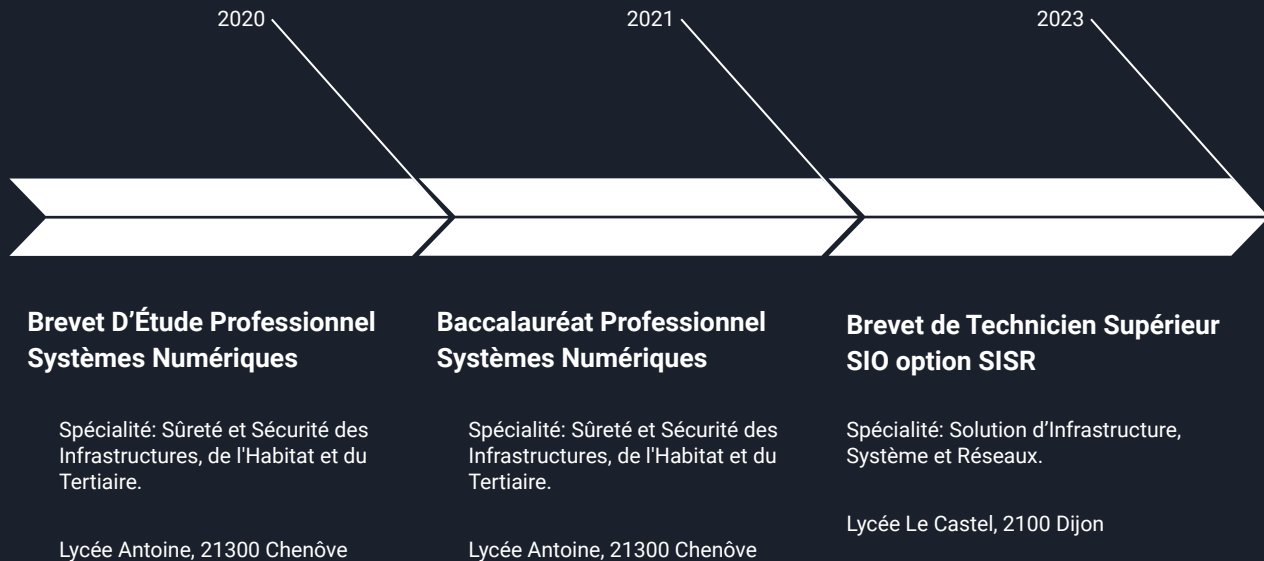 2020
2021
2023
Brevet D’Étude Professionnel
Systèmes Numériques
Spécialité: Sûreté et Sécurité des
Infrastructures, de l'Habitat et du
Tertiaire.
Lycée Antoine, 21300 Chenôve
Baccalauréat Professionnel
Systèmes Numériques
Spécialité: Sûreté et Sécurité des
Infrastructures, de l'Habitat et du
Tertiaire.
Lycée Antoine, 21300 Chenôve
Brevet de Technicien Supérieur
SIO option SISR
Spécialité: Solution d’Infrastructure,
Système et Réseaux.
Lycée Le Castel, 2100 Dijon